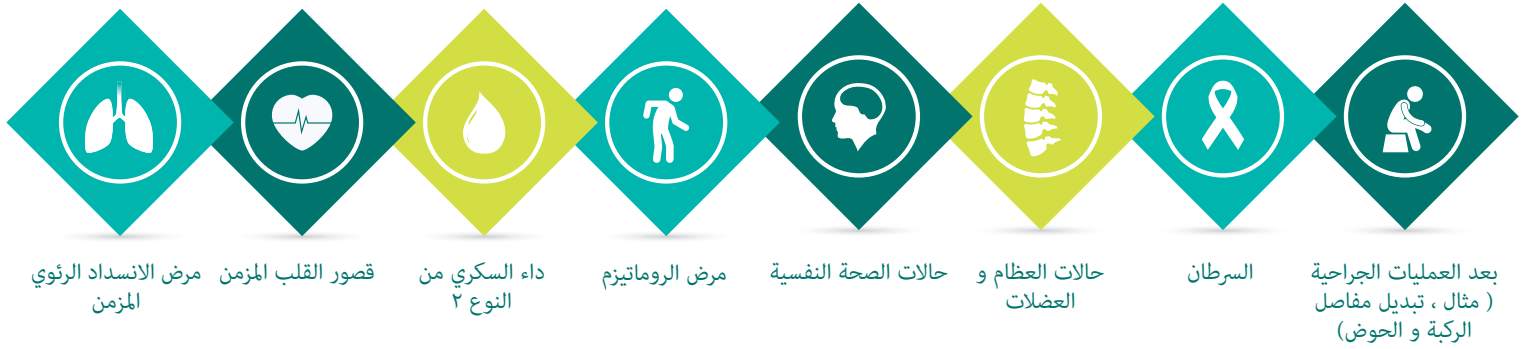 بعد العمليات الجراحية
( مثال ، تبديل مفاصل
الركبة و الحوض)
السرطان
حالات العظام و
العضلات
حالات الصحة النفسية
مرض الروماتيزم
داء السكري من
النوع ٢
قصور القلب المزمن
مرض الانسداد الرئوي
المزمن